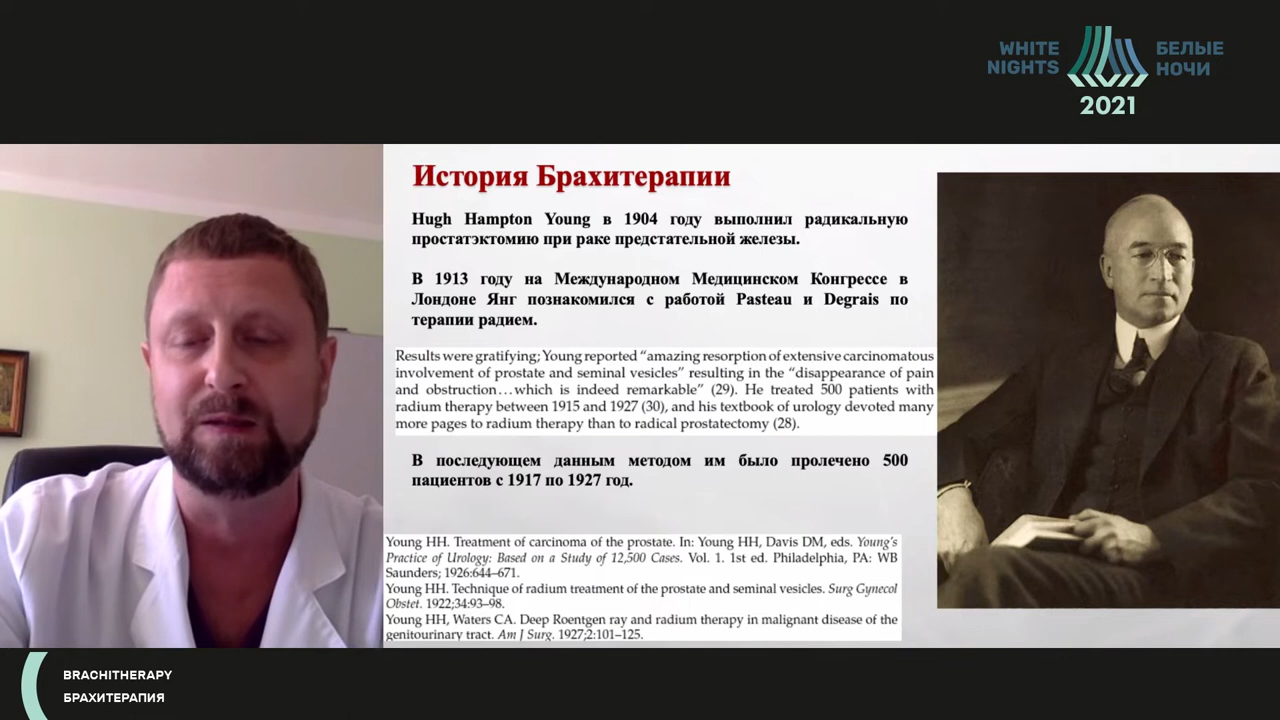 WHITE
NIGHTS
БЕЛЫЕ
НОЧИ
2021
История Брахитерапии
Hugh Hampton Young в 1904 году выполнил радикальную
простатэктомию при раке предстательной железы.
В 1913 году на Международном Медицинском Конгрессе в
Лондоне Янг познакомился с работой Pasteau и Degrais по
терапии радием.
Results were gratifying; Young reported “amazing resorption of extensive carcinomatous
involvement of prostate and seminal vesicles” resulting in the “disappearance of pain
and obstruction…which is indeed remarkable” (29). He treated 500 patients with
radium therapy between 1915 and 1927 (30), and his textbook of urology devoted many
more pages to radium therapy than to radical prostatectomy (28).
В последующем данным методом им было пролечено 500
пациентов с 1917 по 1927 год.
Young HH. Treatment of carcinoma of the prostate. In: Young HH, Davis DM, eds. Young’s
Practice of Urology: Based on a Study of 12,500 Cases. Vol. 1. 1st ed. Philadelphia, PA: WB
Saunders; 1926:644–671.
Young HH. Technique of radium treatment of the prostate and seminal vesicles. Surg Gynecol
Obstet. 1922;34:93–98.
Young HH, Waters CA. Deep Roentgen ray and radium therapy in malignant disease of the
genitourinary tract. Am J Surg. 1927;2:101–125.
BRACHITHERAPY
БРАХИТЕРАПИЯ